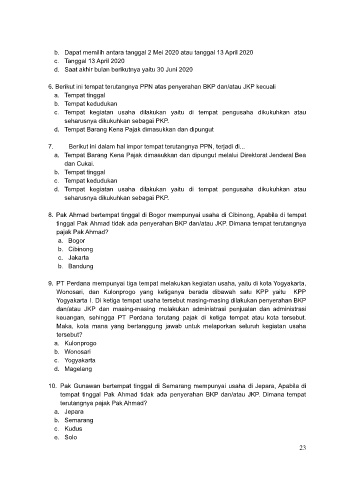 b. Dapat memilih antara tanggal 2 Mei 2020 atau tanggal 13 April 2020
c. Tanggal 13 April 2020
d. Saat akhir bulan berikutnya yaitu 30 Juni 2020
6. Berikut ini tempat terutangnya PPN atas penyerahan BKP dan/atau JKP kecuali
a. Tempat tinggal
b. Tempat kedudukan
c. Tempat kegiatan usaha dilakukan yaitu di tempat pengusaha dikukuhkan atau
seharusnya dikukuhkan sebagai PKP.
d. Tempat Barang Kena Pajak dimasukkan dan dipungut
7. Berikut ini dalam hal impor tempat terutangnya PPN, terjadi di...
a. Tempat Barang Kena Pajak dimasukkan dan dipungut melalui Direktorat Jenderal Bea
dan Cukai.
b. Tempat tinggal
c. Tempat kedudukan
d. Tempat kegiatan usaha dilakukan yaitu di tempat pengusaha dikukuhkan atau
seharusnya dikukuhkan sebagai PKP.
8. Pak Ahmad bertempat tinggal di Bogor mempunyai usaha di Cibinong, Apabila di tempat
tinggal Pak Ahmad tidak ada penyerahan BKP dan/atau JKP. Dimana tempat terutangnya
pajak Pak Ahmad?
a. Bogor
b. Cibinong
c. Jakarta
b. Bandung
9. PT Perdana mempunyai tiga tempat melakukan kegiatan usaha, yaitu di kota Yogyakarta,
Wonosari, dan Kulonprogo yang ketiganya berada dibawah satu KPP yaitu KPP
Yogyakarta I. Di ketiga tempat usaha tersebut masing-masing dilakukan penyerahan BKP
dan/atau JKP dan masing-masing melakukan administrasi penjualan dan administrasi
keuangan, sehingga PT Perdana terutang pajak di ketiga tempat atau kota tersebut.
Maka, kota mana yang bertanggung jawab untuk melaporkan seluruh kegiatan usaha
tersebut?
a. Kulonprogo
b. Wonosari
c. Yogyakarta
d. Magelang
10. Pak Gunawan bertempat tinggal di Semarang mempunyai usaha di Jepara, Apabila di
tempat tinggal Pak Ahmad tidak ada penyerahan BKP dan/atau JKP. Dimana tempat
terutangnya pajak Pak Ahmad?
a. Jepara
b. Semarang
c. Kudus
e. Solo
23